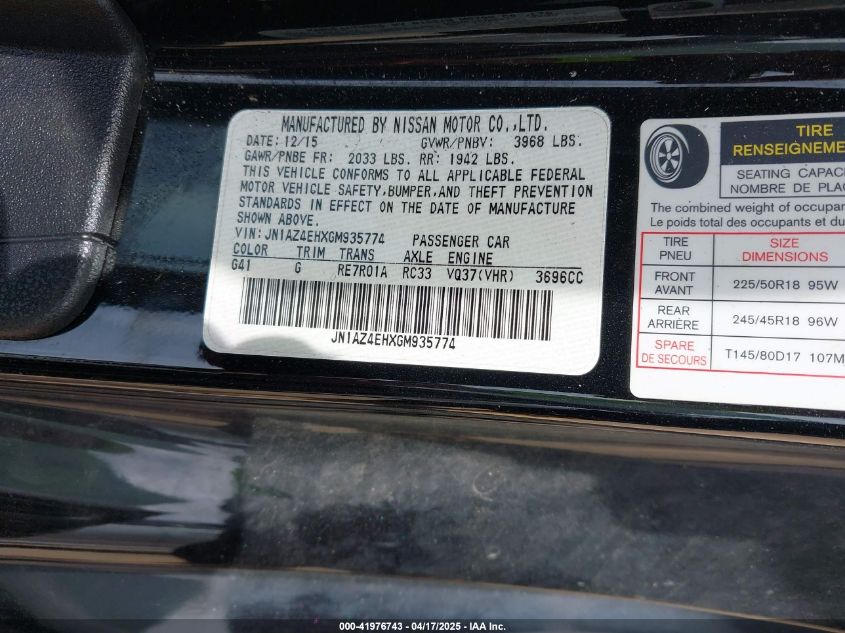 MANUFACTURED BY NISSAN MOTOR CO.,LTD.
DATE: 12/15 GVWR/PNBV: 3968 LBS.
GAWR/PNBE FR: 2033 LBS. RR: 1942 LBS.
THIS VEHICLE CONFORMS TO ALL APPLICABLE FEDERAL
MOTOR VEHICLE SAFETY,BUMPER,AND THEFT PREVENTION
STANDARDS IN EFFECT ON THE DATE OF MANUFACTURE
SHOWN ABOVE.
VIN: JN1AZ4EHXGM935774 PASSENGER CAR
COLOR TRIM TRANS AXLE ENGINE
G41 G RE7R01A RC33 VQ37(VHR) 3696CC
JN1AZ4EHXGM935774
TIRE
SEATING
NOMBRE DE
The combined weight of
Le poids total des occupants et du
TIRE SIZE
PNEU DIMENSIONS
FRONT
AVANT 225/50R18 95W
REAR
ARRIÈRE 245/45R18 96W
SPARE
DE SECOURS T145/80D17 107M
000-41976743 - 04/17/2025 - IAA Inc.